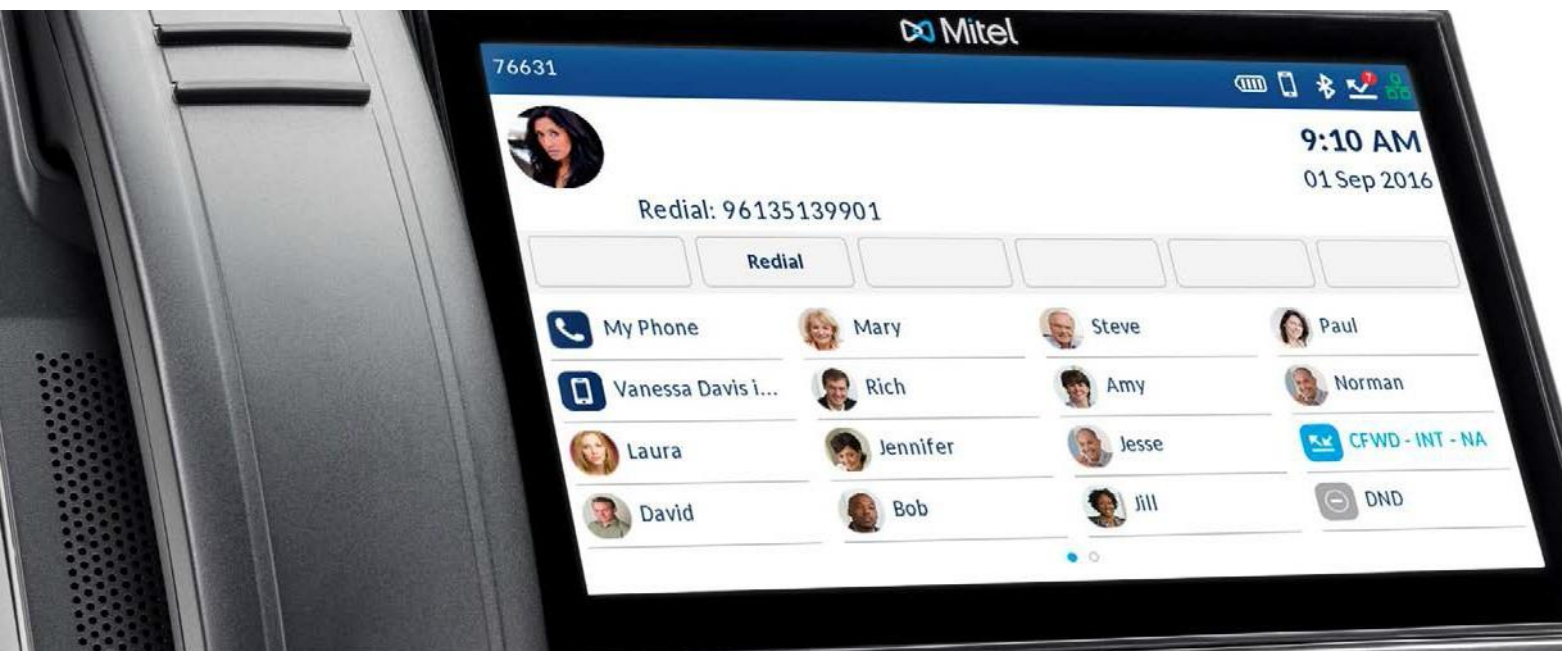 Mitel
76631
7
9:10 AM
01 Sep 2016
Redial: 96135139901
Redial
My Phone
Mary
Steve
Paul
Vanessa Davis i...
Rich
Amy
Norman
Laura
Jennifer
Jesse
CFWD - INT - NA
David
Bob
Jill
DND